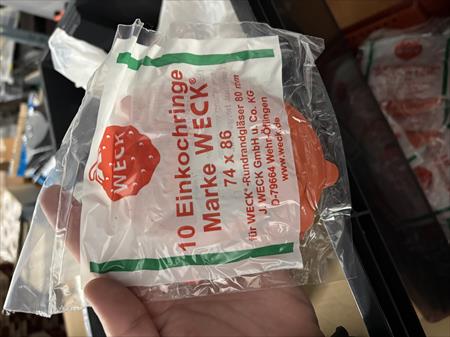 WECK
10 Einkochringe
Marke WECK®
74 x 86
für WECK®-Rundrandgläser 80 mm
J. WECK GmbH u. Co. KG
D-79664 Wehr-Öflingen
www.weck.de